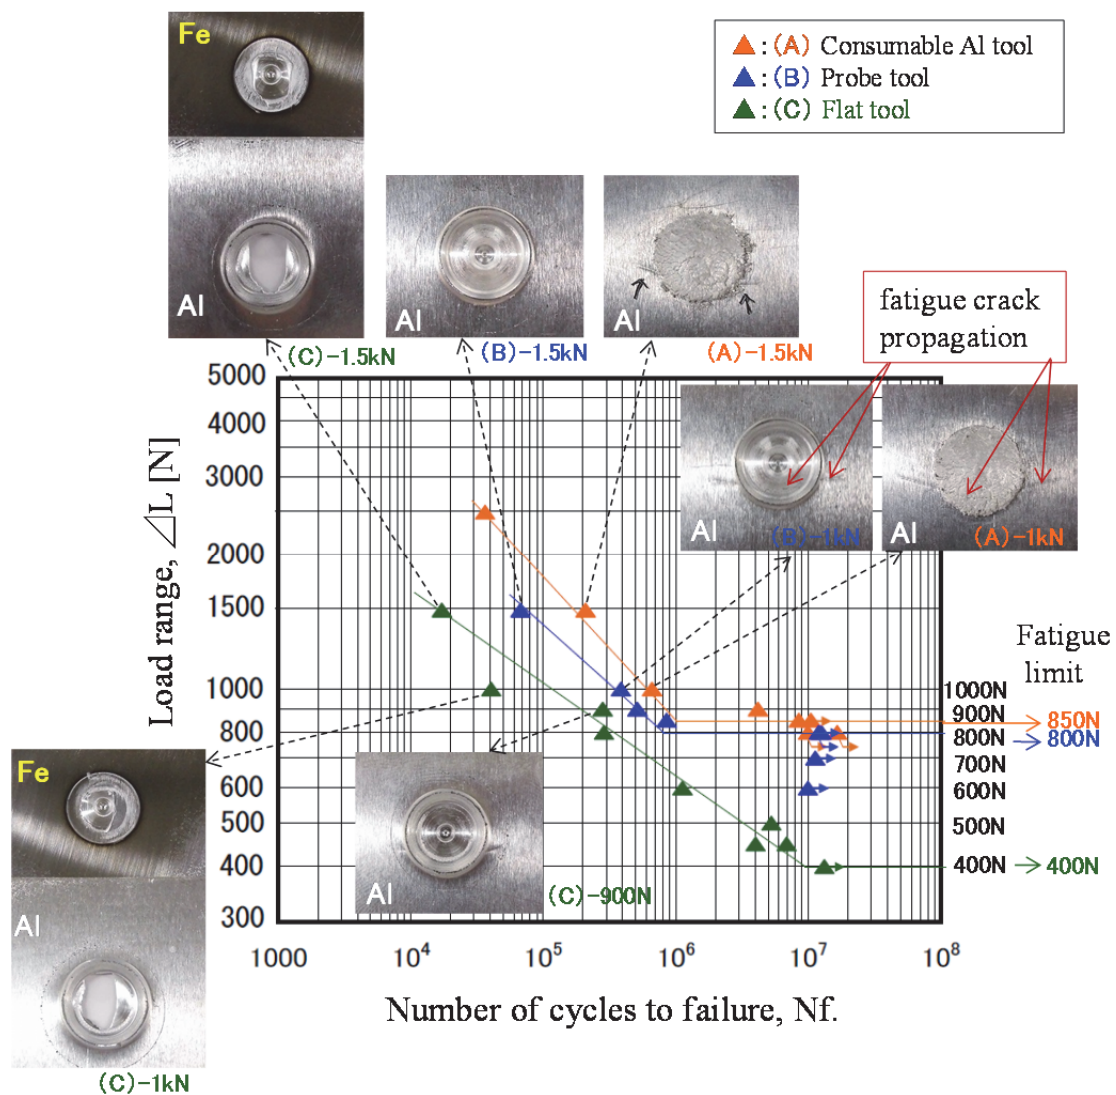 Fe
Al
Al
Al
▲:(A) Consumable Al tool
▲:(B) Probe tool
▲:(C) Flat tool
fatigue crack
propagation
(C)-1.5kN
(B)-1.5kN
(A)-1.5kN
Al
(B)-1kN
Al
(A)-1kN
Load range, ⊿L [N]
5000
4000
3000
2000
1500
1000
800
600
500
400
300
Fatigue
limit
1000N
900N
850N
800N
800N
700N
600N
500N
400N
400N
Fe
Al
(C)-1kN
Al
(C)-900N
1000
10⁴
10⁵
10⁶
10⁷
10⁸
Number of cycles to failure, Nf.